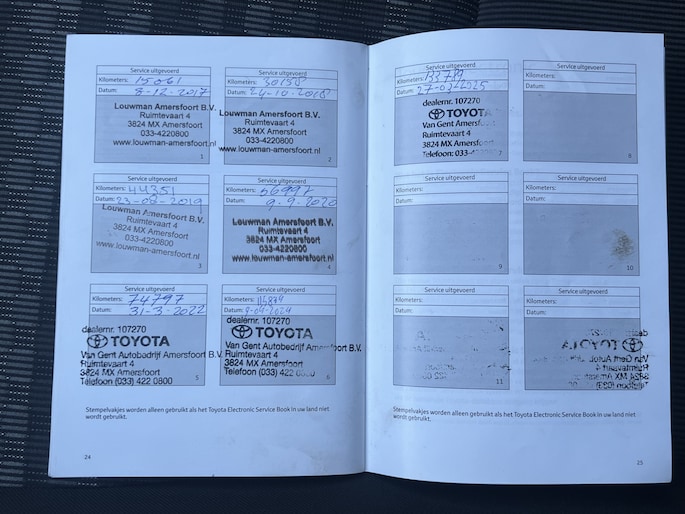 Service uitgevoerd
Kilometers: 15061
Datum: 8-12-2017
Louwman Amersfoort B.V.
Ruimtevaart 4
3824 MX Amersfoort
033-4220800
www.louwman-amersfoort.nl
1
Service uitgevoerd
Kilometers: 30158
Datum: 24-10-2018
Louwman Amersfoort B.V.
Ruimtevaart 4
3824 MX Amersfoort
033-4220800
www.louwman-amersfoort.nl
2
Service uitgevoerd
Kilometers: 44351
Datum: 23-08-2019
Louwman Amersfoort B.V.
Ruimtevaart 4
3824 MX Amersfoort
033-4220800
www.louwman-amersfoort.nl
3
Service uitgevoerd
Kilometers: 56997
Datum: 9-9-2020
Louwman Amersfoort B.V.
Ruimtevaart 4
3824 MX Amersfoort
033-4220800
www.louwman-amersfoort.nl
4
Service uitgevoerd
Kilometers: 74797
Datum: 31-3-2022
dealernr. 107270
TOYOTA
Van Gent Autobedrijf Amersfoort B.V.
Ruimtevaart 4
3824 MX Amersfoort
Telefoon (033) 422 0800
5
Service uitgevoerd
Kilometers:
Datum:
dealernr. 107270
TOYOTA
Van Gent Autobedrijf Amersfoort B.V.
Ruimtevaart 4
3824 MX Amersfoort
Telefoon (033) 422 0800
6
Stempelvakjes worden alleen gebruikt als het Toyota Electronic Service Book in uw land niet
wordt gebruikt.
24
Service uitgevoerd
Kilometers:
Datum:
dealernr. 107270
TOYOTA
Van Gent
Ruimtevaart 4
3824 MX Amersfoort
Telefoon: 033-
7
Service uitgevoerd
Kilometers:
Datum:
8
Service uitgevoerd
Kilometers:
Datum:
9
Service uitgevoerd
Kilometers:
Datum:
10
Service uitgevoerd
Kilometers:
Datum:
11
Service uitgevoerd
Kilometers:
Datum:
TOYOTA
Stempelvakjes worden alleen gebruikt als het Toyota Electronic Service Book in uw land niet
wordt gebruikt.
25